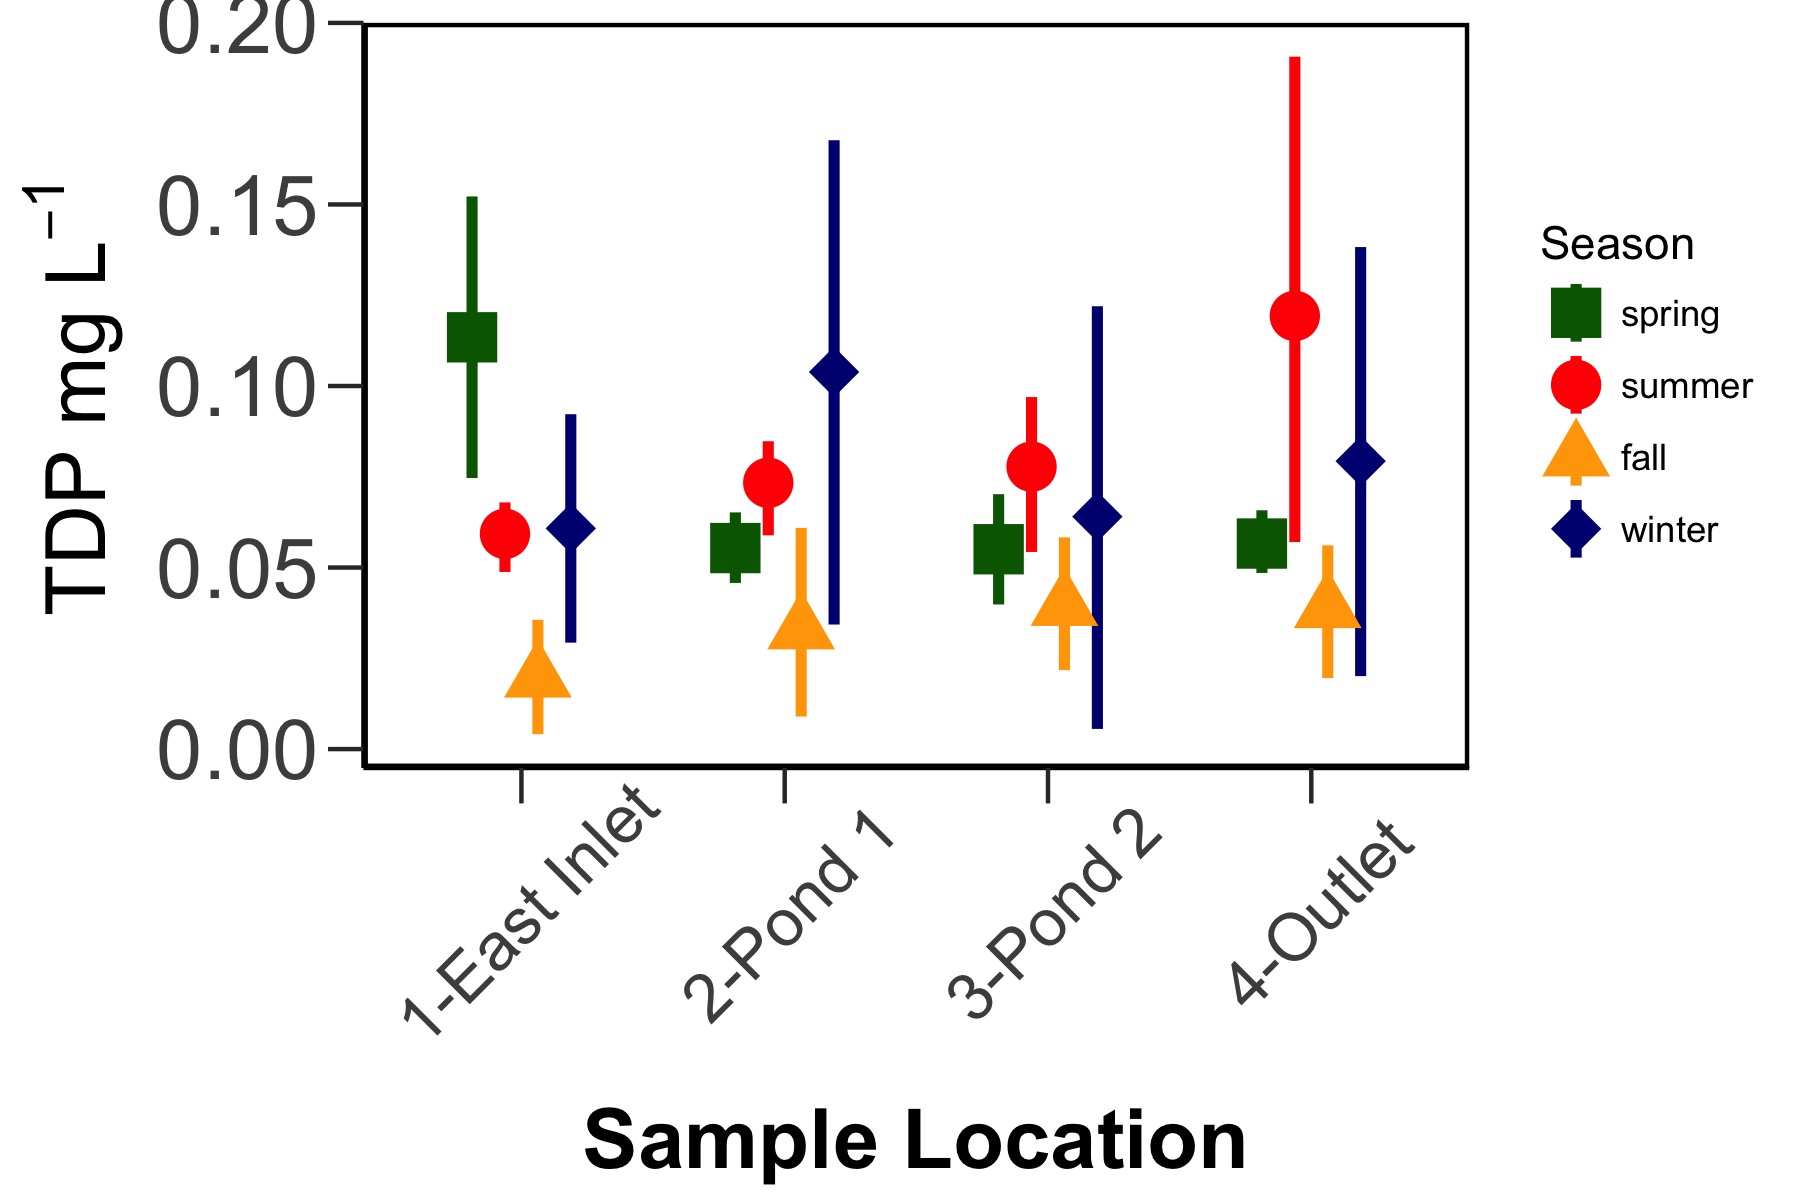 TDP mg L⁻¹
0.20
0.15
0.10
0.05
0.00
1-East Inlet
2-Pond 1
3-Pond 2
4-Outlet
Sample Location
Season
spring
summer
fall
winter